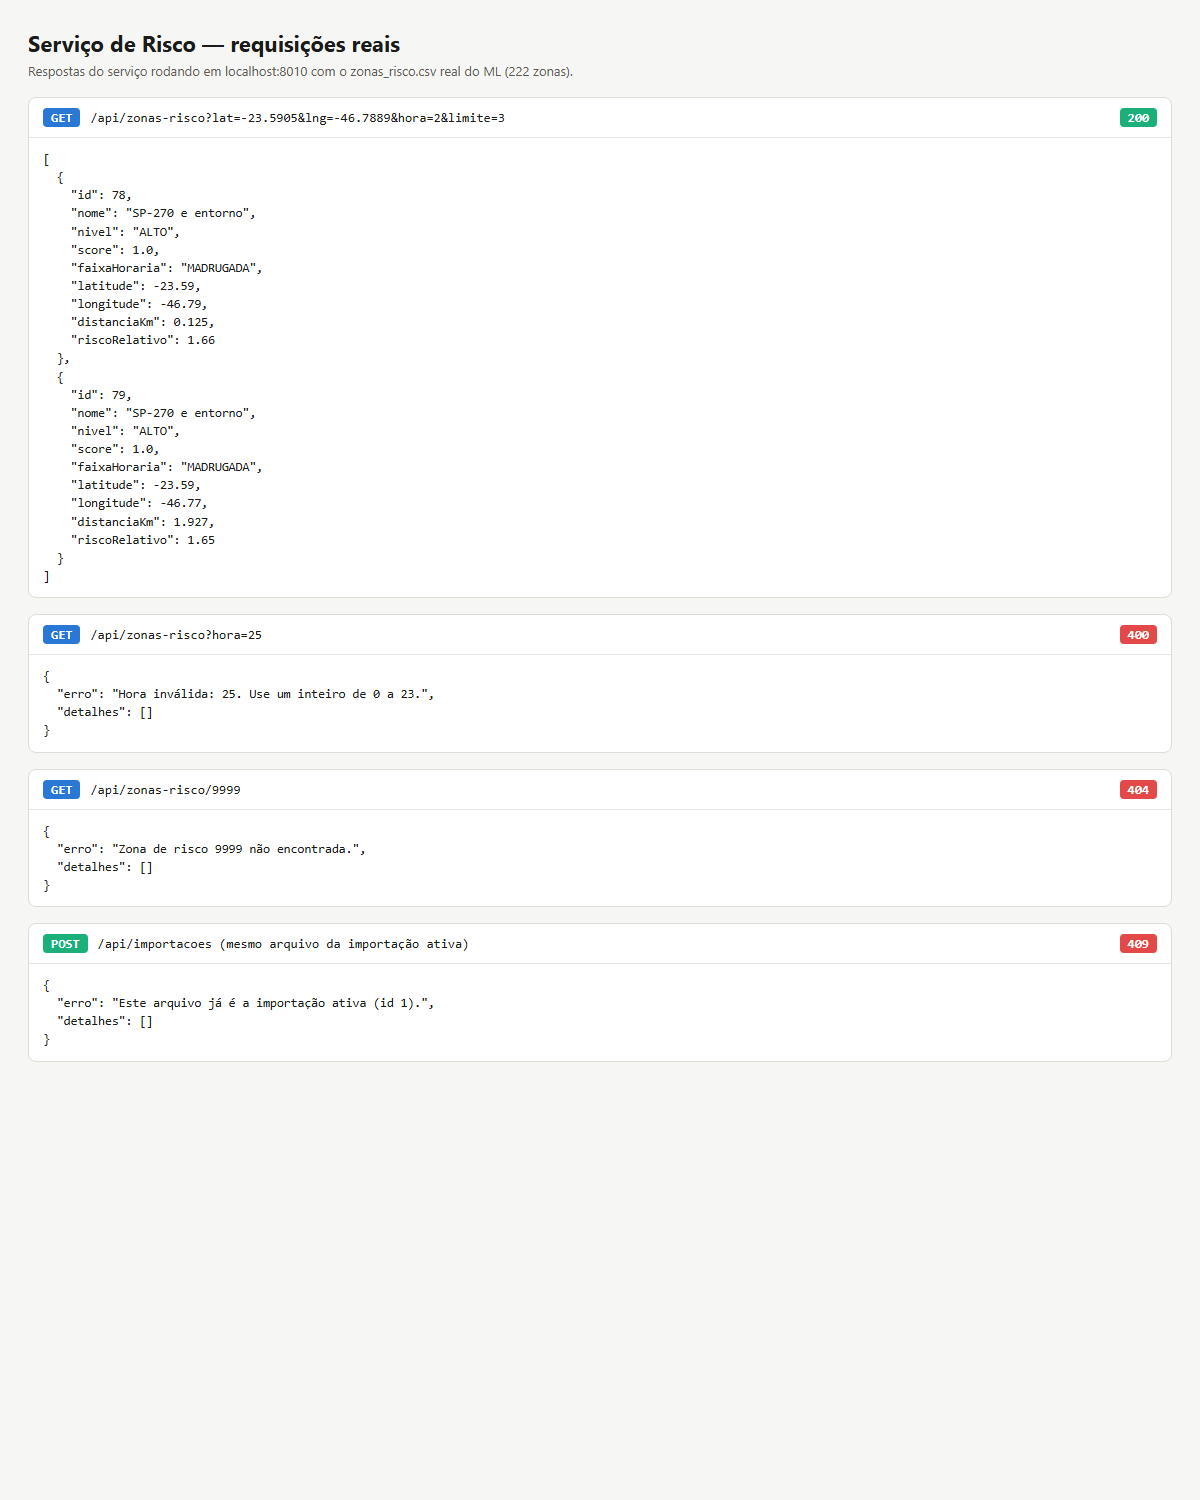 Serviço de Risco — requisições reais
Respostas do serviço rodando em localhost:8010 com o zonas_risco.csv real do ML (222 zonas).
GET /api/zonas-risco?lat=-23.5905&lng=-46.7889&hora=2&limite=3 200
[
  {
    "id": 78,
    "nome": "SP-270 e entorno",
    "nivel": "ALTO",
    "score": 1.0,
    "faixaHoraria": "MADRUGADA",
    "latitude": -23.59,
    "longitude": -46.79,
    "distanciaKm": 0.125,
    "riscoRelativo": 1.66
  },
  {
    "id": 79,
    "nome": "SP-270 e entorno",
    "nivel": "ALTO",
    "score": 1.0,
    "faixaHoraria": "MADRUGADA",
    "latitude": -23.59,
    "longitude": -46.77,
    "distanciaKm": 1.927,
    "riscoRelativo": 1.65
  }
]
GET /api/zonas-risco?hora=25 400
{
  "erro": "Hora inválida: 25. Use um inteiro de 0 a 23.",
  "detalhes": []
}
GET /api/zonas-risco/9999 404
{
  "erro": "Zona de risco 9999 não encontrada.",
  "detalhes": []
}
POST /api/importacoes (mesmo arquivo da importação ativa) 409
{
  "erro": "Este arquivo já é a importação ativa (id 1).",
  "detalhes": []
}